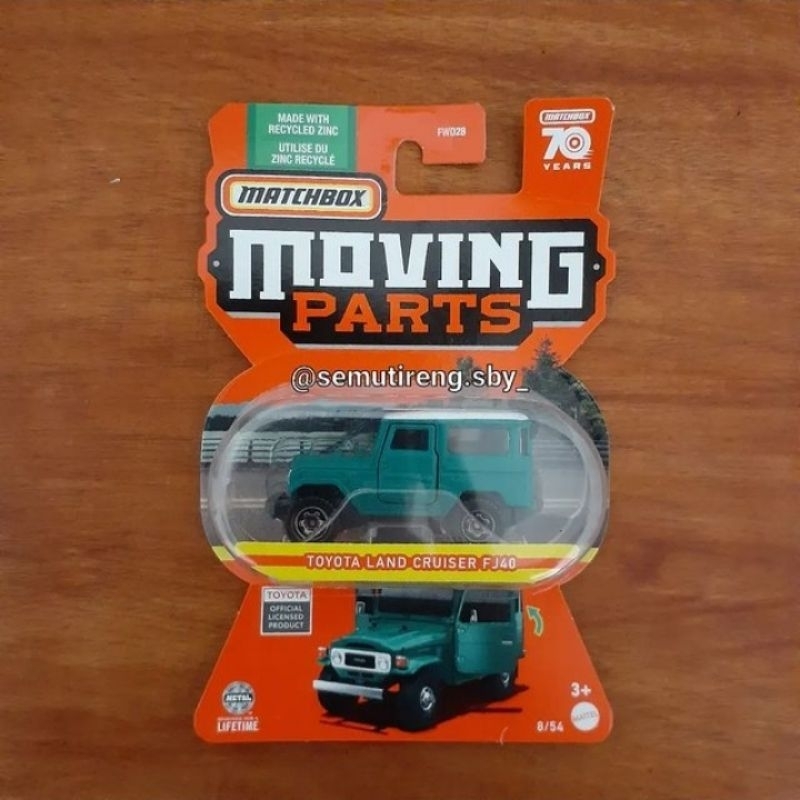 MADE WITH
RECYCLED ZINC
UTILISE DU
ZINC RECYCLÉ
FWD28
MATCHBOX
70
YEARS
MATCHBOX
MOVING
PARTS
@semutireng.sby_
TOYOTA LAND CRUISER FJ40
TOYOTA
OFFICIAL
LICENSED
PRODUCT
METAL
LIFETIME
3+
8/54
MATTEL